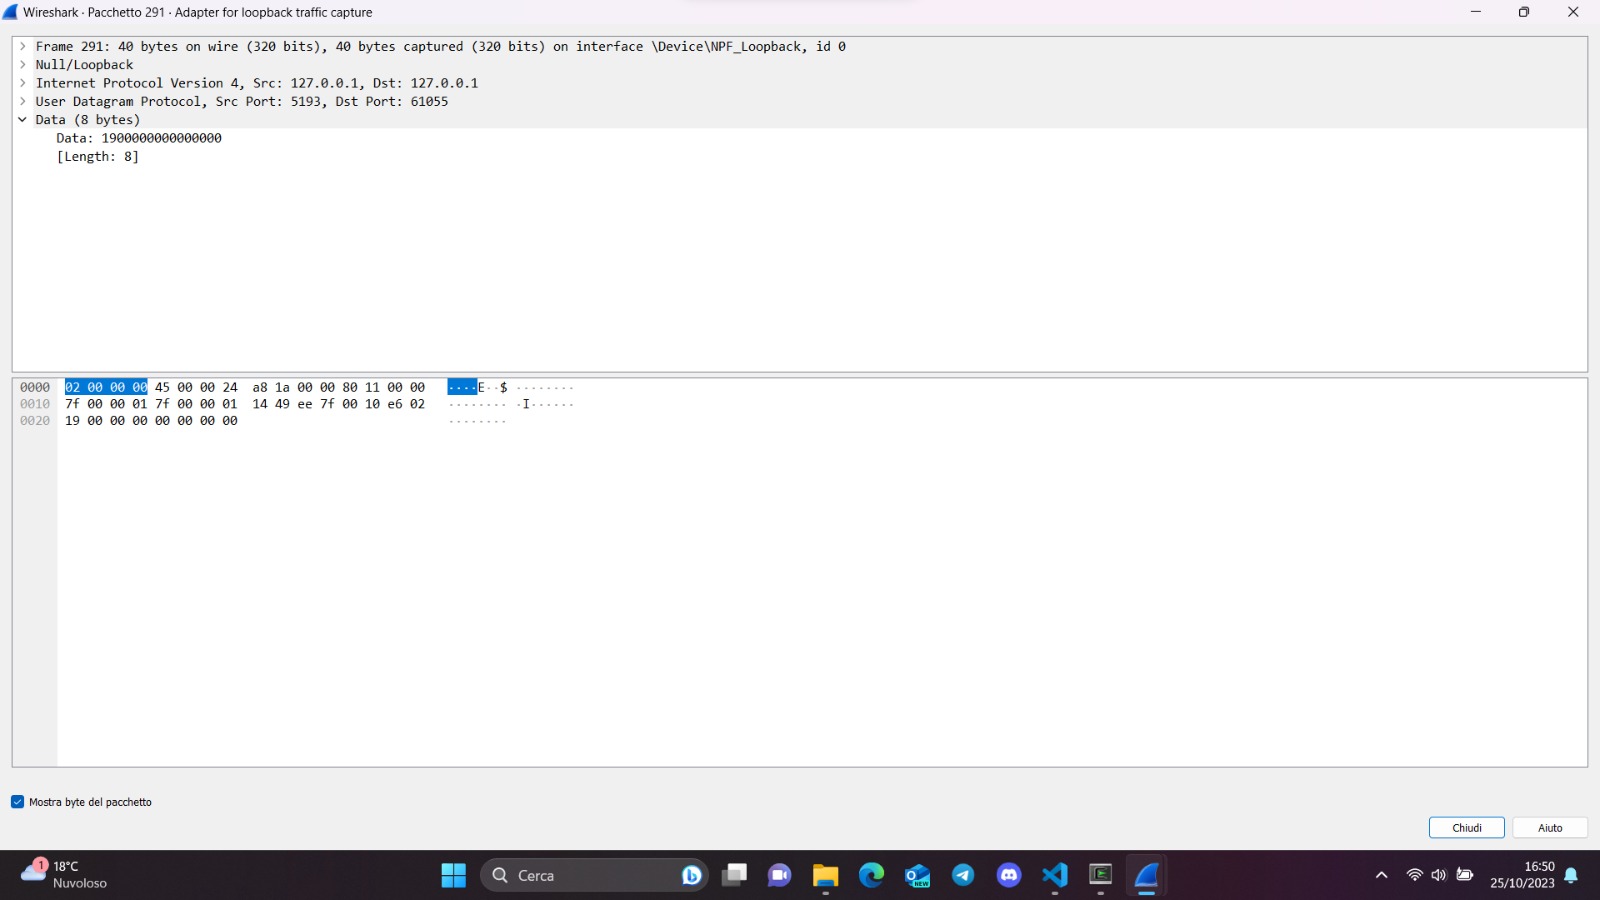 Wireshark · Pacchetto 291 · Adapter for loopback traffic capture
Frame 291: 40 bytes on wire (320 bits), 40 bytes captured (320 bits) on interface \Device\NPF_Loopback, id 0
Null/Loopback
Internet Protocol Version 4, Src: 127.0.0.1, Dst: 127.0.0.1
User Datagram Protocol, Src Port: 5193, Dst Port: 61055
Data (8 bytes)
Data: 1900000000000000
[Length: 8]
0000 02 00 00 00 45 00 00 24 a8 1a 00 00 80 11 00 00 ····E··$ ········
0010 7f 00 00 01 7f 00 00 01 14 49 ee 7f 00 10 e6 02 ········ ·I······
0020 19 00 00 00 00 00 00 00 ········
Mostra byte del pacchetto
Chiudi Aiuto
1 18°C
Nuvoloso
Cerca
NEW
16:50
25/10/2023